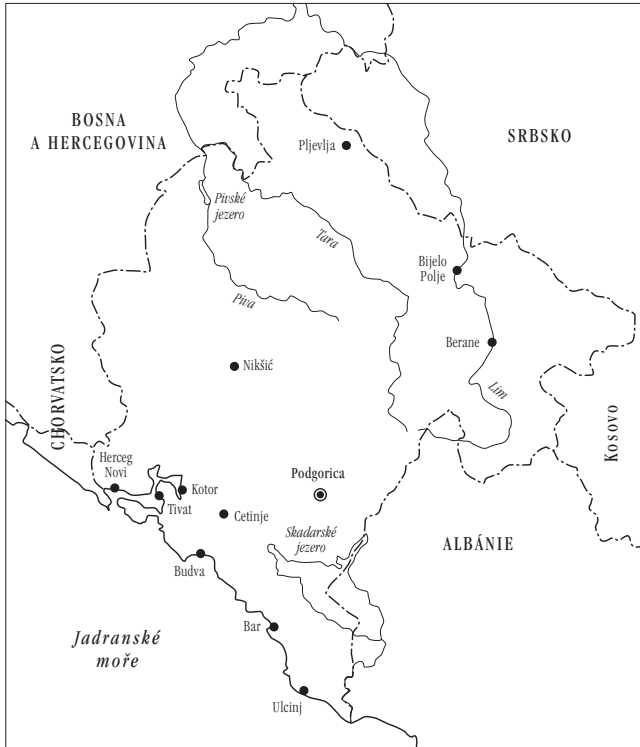 BOSNA
A HERCEGOVINA
SRBSKO
Pljevlja
Pivské
jezero
Tara
Bijelo
Polje
Piva
Berane
Nikšić
Lim
CHORVATSKO
Kosovo
Herceg
Novi
Kotor
Podgorica
Tivat
Cetinje
Skadarské
jezero
ALBÁNIE
Budva
Bar
Jadranské
moře
Ulcinj